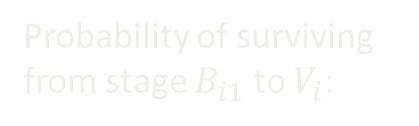 Probability of surviving
from stage $B_{i1}$ to $V_i$: